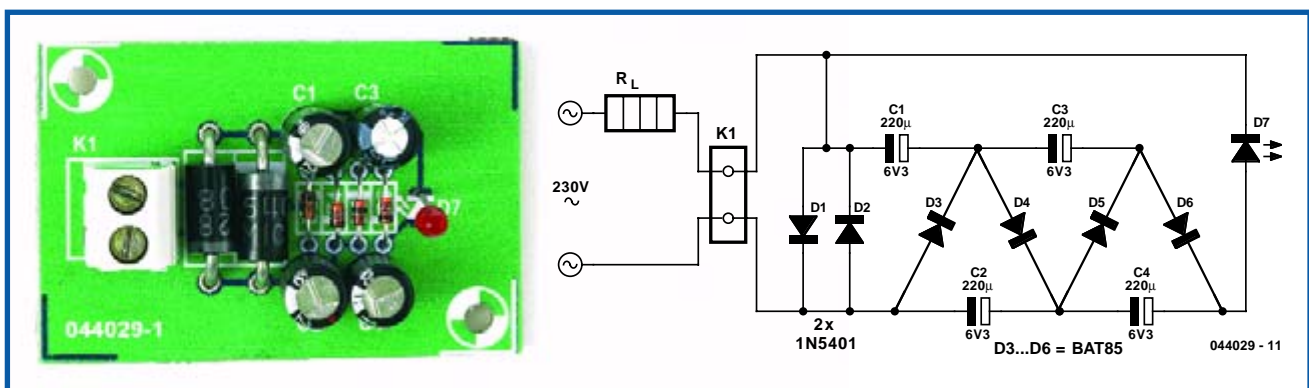 C1 C3
K1
D7
044029-1
R L
K1
230V
~
C1
220µ
6V3
C3
220µ
6V3
D7
D1
D2
D3
D4
D5
D6
C2
220µ
6V3
C4
220µ
6V3
2x
1N5401
D3...D6 = BAT85
044029 - 11